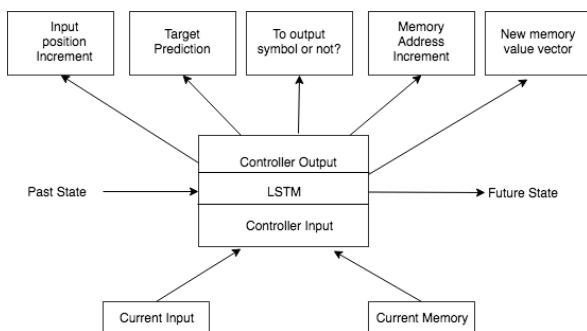 Input
position
Increment
Target
Prediction
To output
symbol or not?
Memory
Address
Increment
New memory
value vector
Controller Output
Past State
LSTM
Future State
Controller Input
Current Input
Current Memory